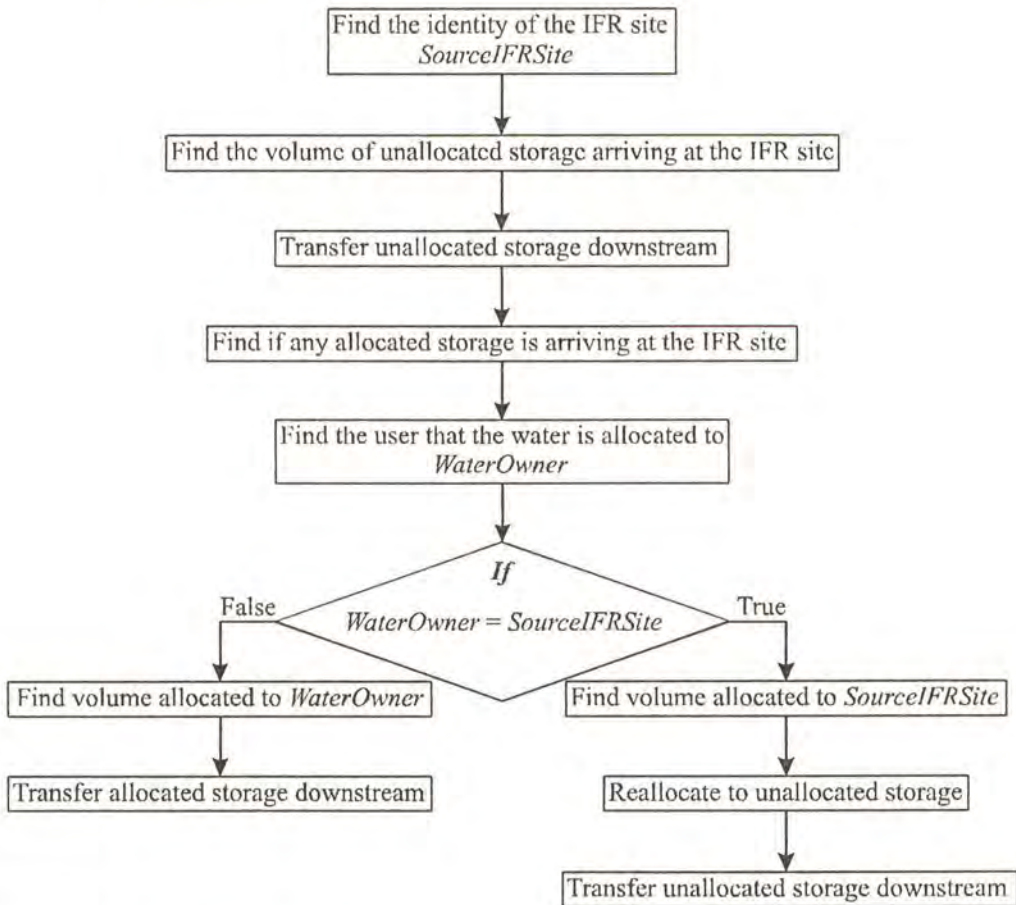 Find the identity of the IFR site
SourceIFRSite
Find the volume of unallocated storage arriving at the IFR site
Transfer unallocated storage downstream
Find if any allocated storage is arriving at the IFR site
Find the user that the water is allocated to
WaterOwner
If
WaterOwner = SourceIFRSite
False
True
Find volume allocated to WaterOwner
Find volume allocated to SourceIFRSite
Transfer allocated storage downstream
Reallocate to unallocated storage
Transfer unallocated storage downstream